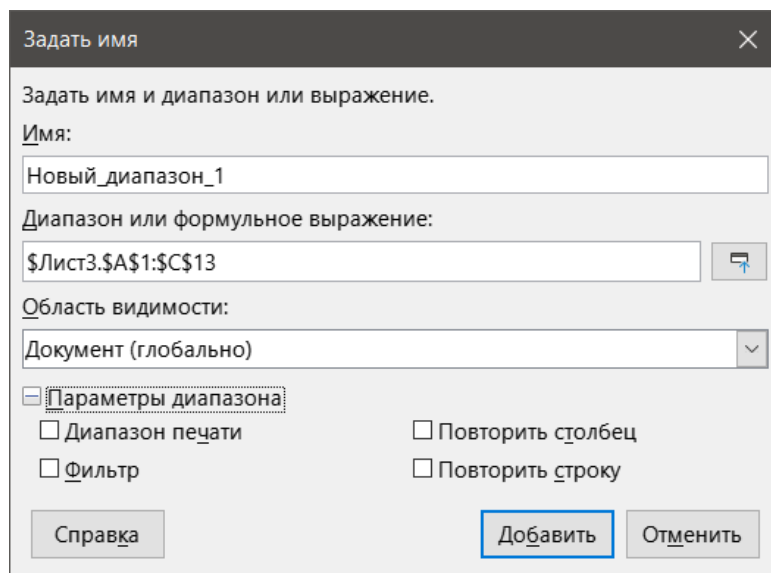 Задать имя
Задать имя и диапазон или выражение.
Имя:
Новый_диапазон_1
Диапазон или формульное выражение:
$Лист3.$A$1:$C$13
Область видимости:
Документ (глобально)
Параметры диапазона
Диапазон печати
Повторить столбец
Фильтр
Повторить строку
Справка
Добавить
Отменить